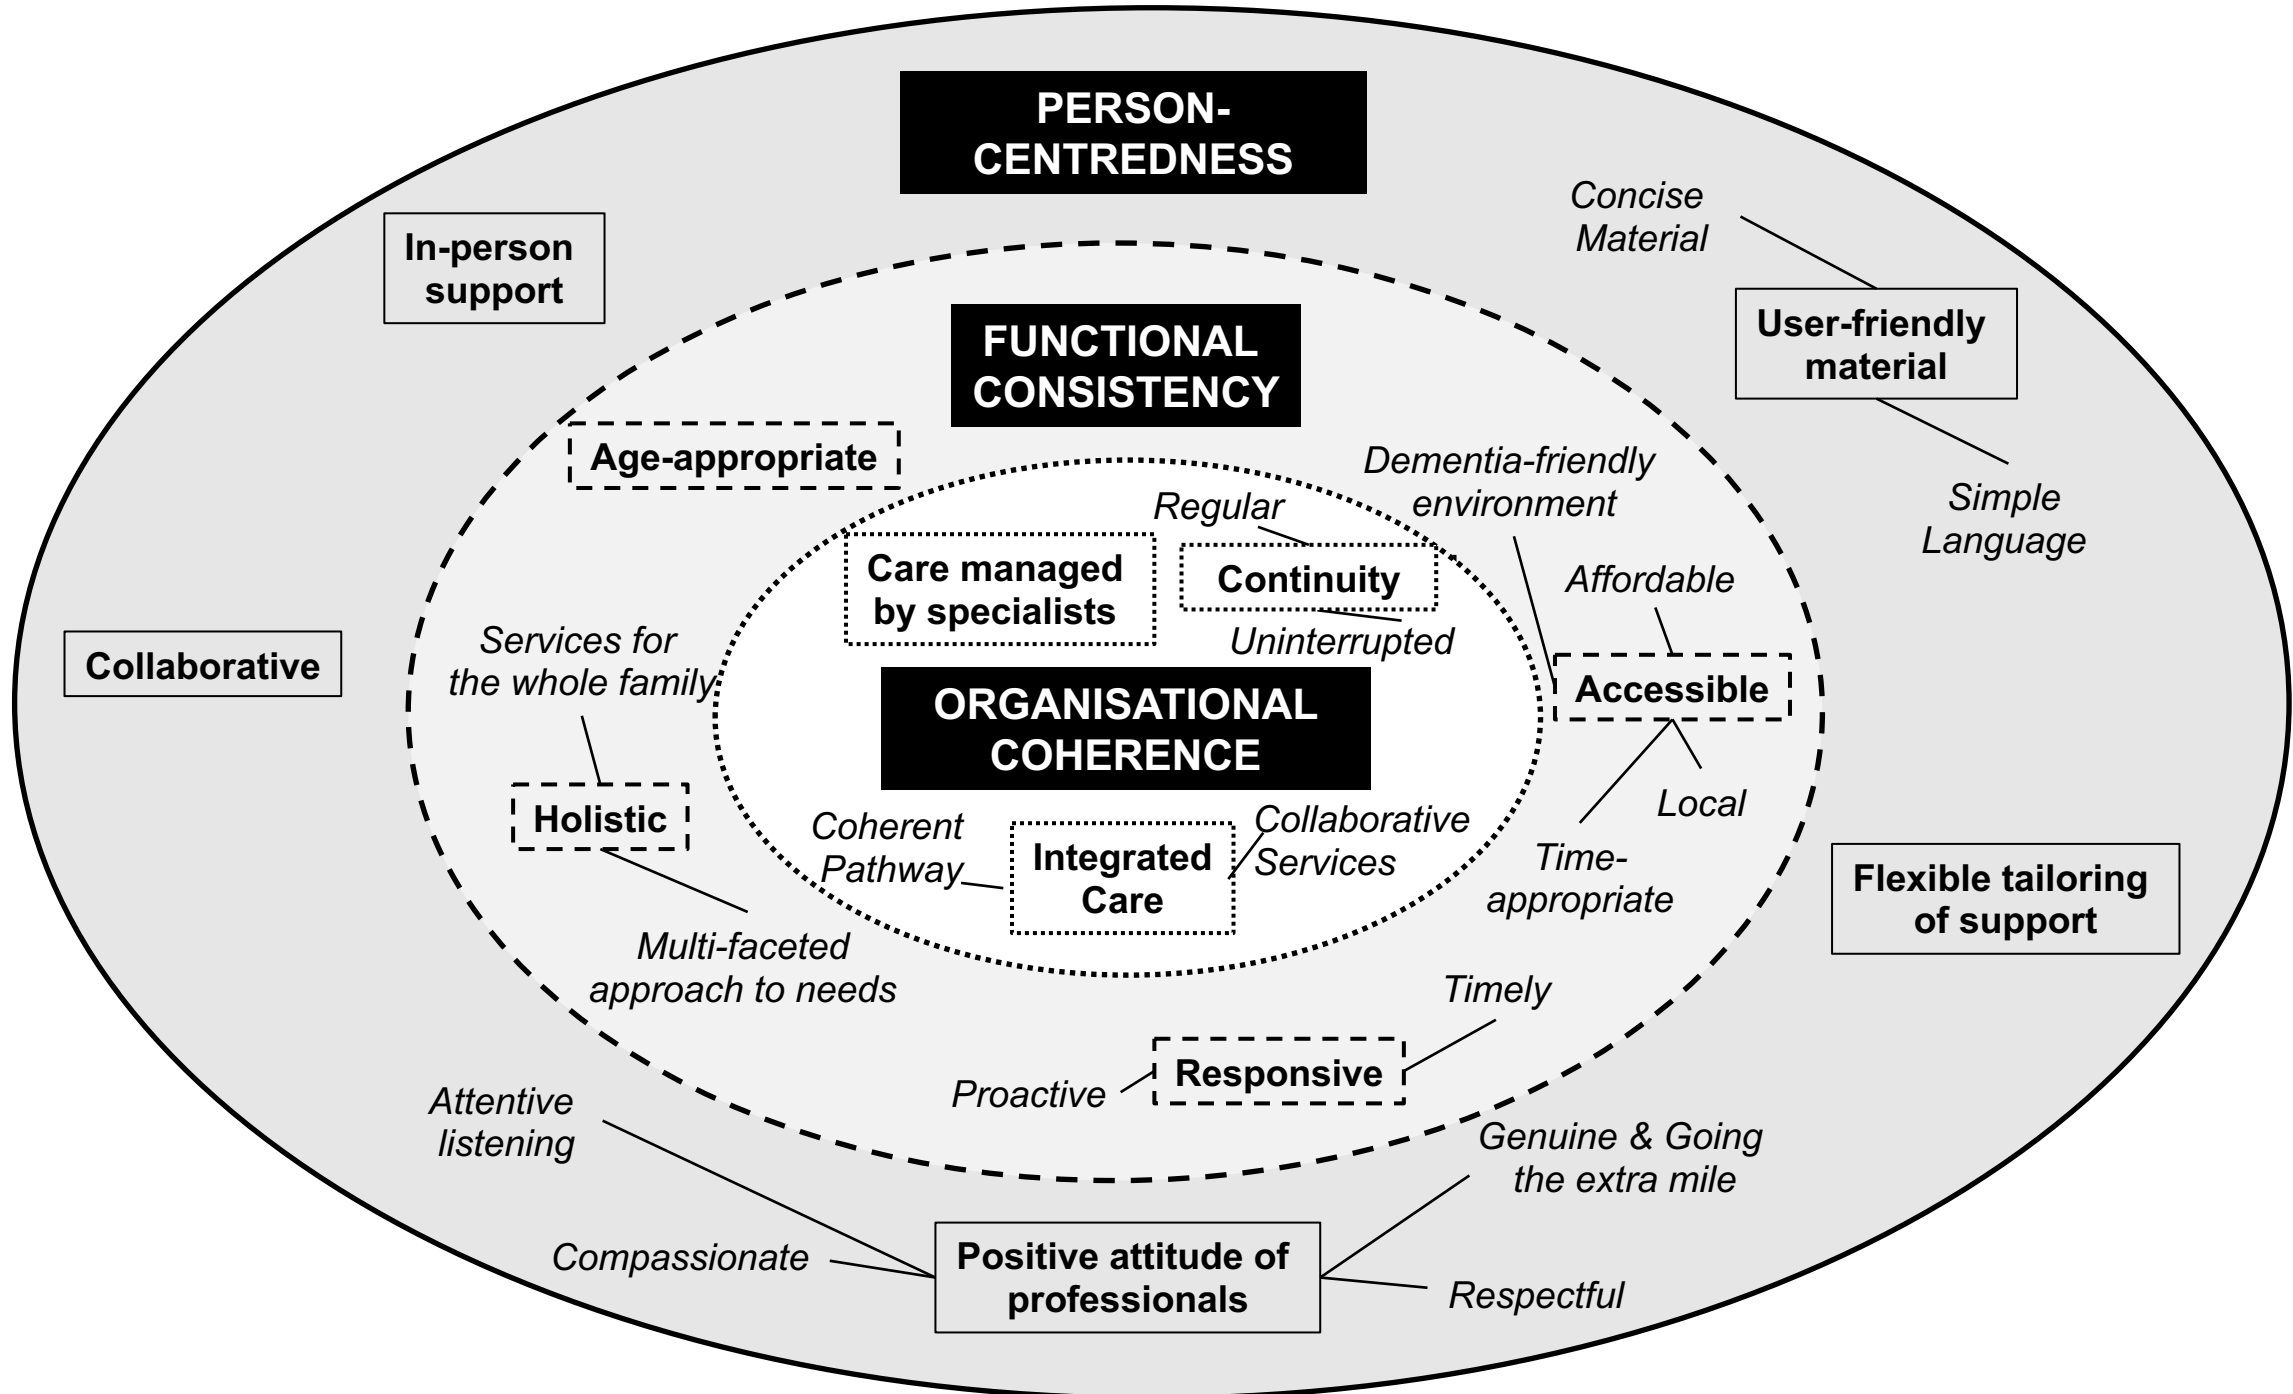 PERSON-
CENTREDNESS
Concise
Material
In-person
support
User-friendly
material
FUNCTIONAL
CONSISTENCY
Age-appropriate
Dementia-friendly
environment
Simple
Language
Regular
Care managed
by specialists
Continuity
Uninterrupted
Affordable
Accessible
Collaborative
Services for
the whole family
ORGANISATIONAL
COHERENCE
Local
Holistic
Coherent
Pathway
Integrated
Care
Collaborative
Services
Time-
appropriate
Flexible tailoring
of support
Multi-faceted
approach to needs
Timely
Responsive
Proactive
Attentive
listening
Genuine & Going
the extra mile
Compassionate
Positive attitude of
professionals
Respectful